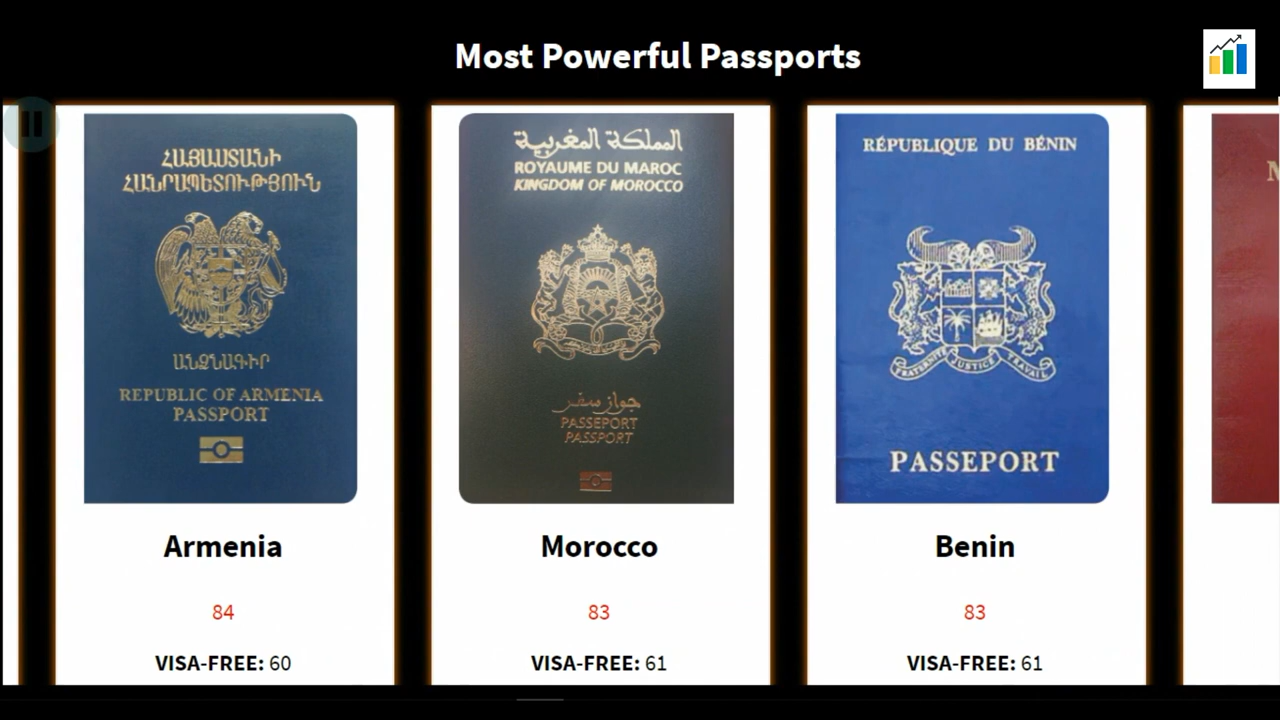 Most Powerful Passports
ՀԱՅԱՍՏԱՆԻ
ՀԱՆՐԱՊԵՏՈՒԹՅՈՒՆ
ԱՆՁՆԱԳԻՐ
REPUBLIC OF ARMENIA
PASSPORT
Armenia
84
VISA-FREE: 60
المملكة المغربية
ROYAUME DU MAROC
KINGDOM OF MOROCCO
جواز سفر
PASSEPORT
PASSPORT
Morocco
83
VISA-FREE: 61
RÉPUBLIQUE DU BÉNIN
FRATERNITÉ JUSTICE TRAVAIL
PASSEPORT
Benin
83
VISA-FREE: 61